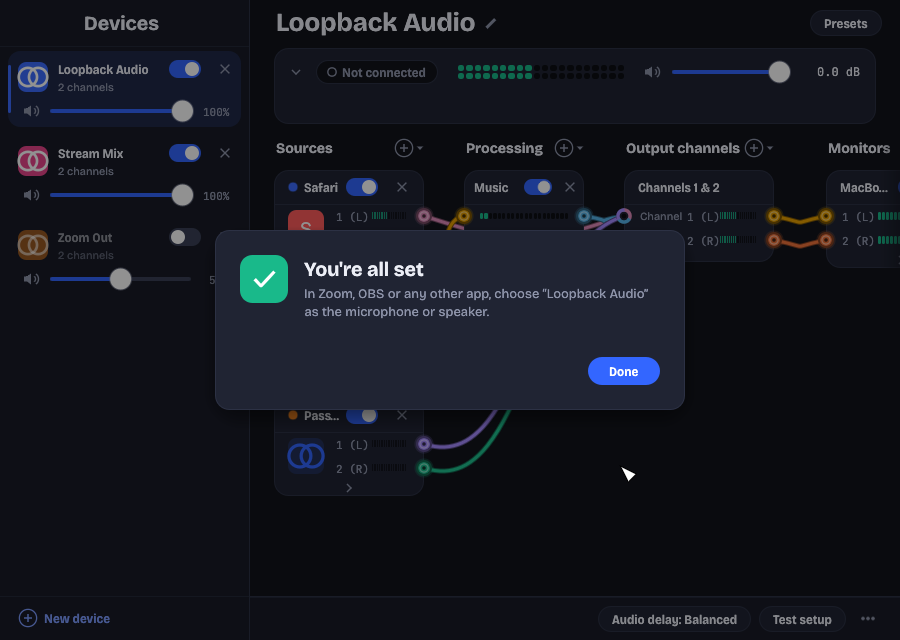 Devices
Loopback Audio
2 channels
100%
Stream Mix
2 channels
100%
Zoom Out
2 channels
Loopback Audio
Presets
Not connected
0.0 dB
Sources
Processing
Output channels
Monitors
Safari
S
1 (L)
Music
Channels 1 & 2
Channel 1 (L)
2 (R)
MacBo...
1 (L)
2 (R)
You're all set
In Zoom, OBS or any other app, choose "Loopback Audio"
as the microphone or speaker.
Done
Pass...
1 (L)
2 (R)
New device
Audio delay: Balanced
Test setup